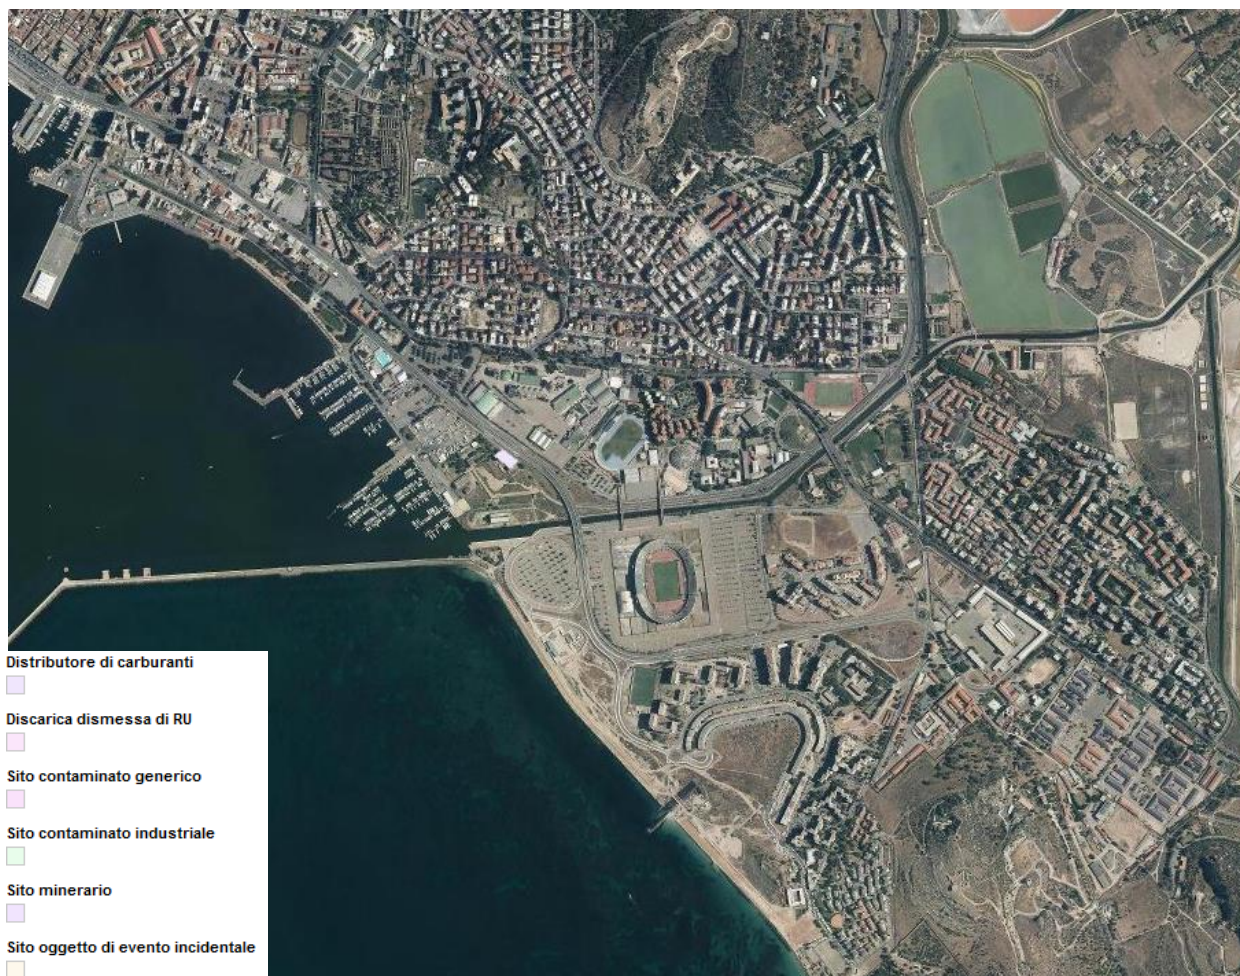 Distributore di carburanti
Discarica dismessa di RU
Sito contaminato generico
Sito contaminato industriale
Sito minerario
Sito oggetto di evento incidentale